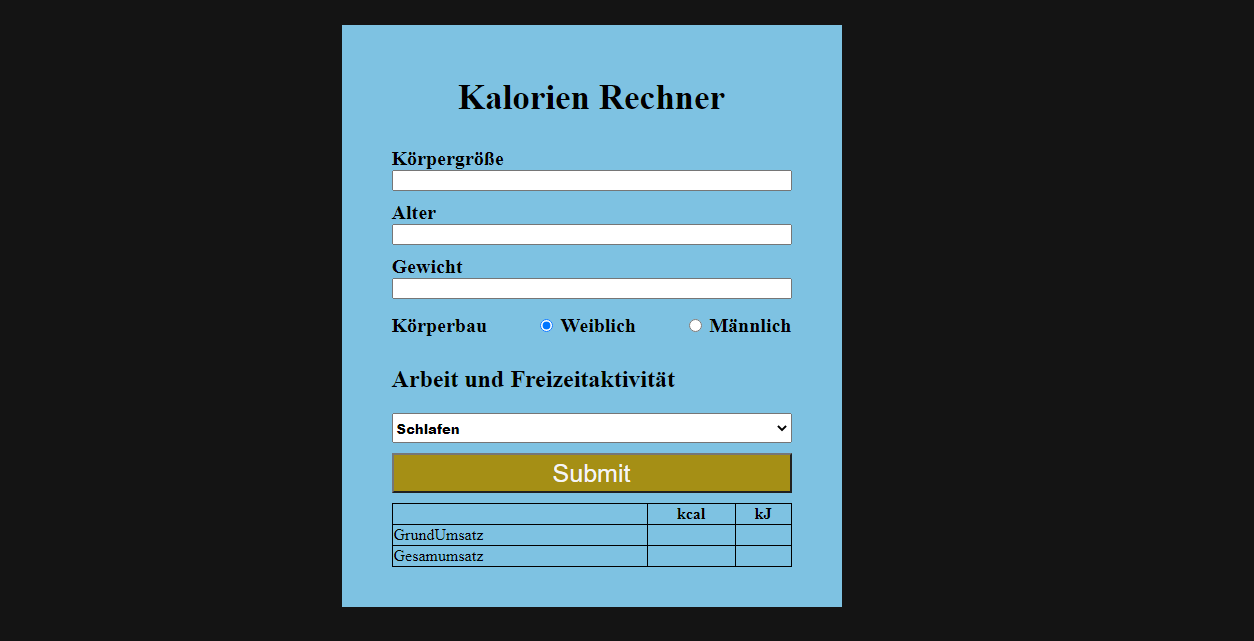 Kalorien Rechner
Körpergröße
Alter
Gewicht
Körperbau Weiblich Männlich
Arbeit und Freizeitaktivität
Schlafen
Submit
kcal kJ
GrundUmsatz
Gesamumsatz